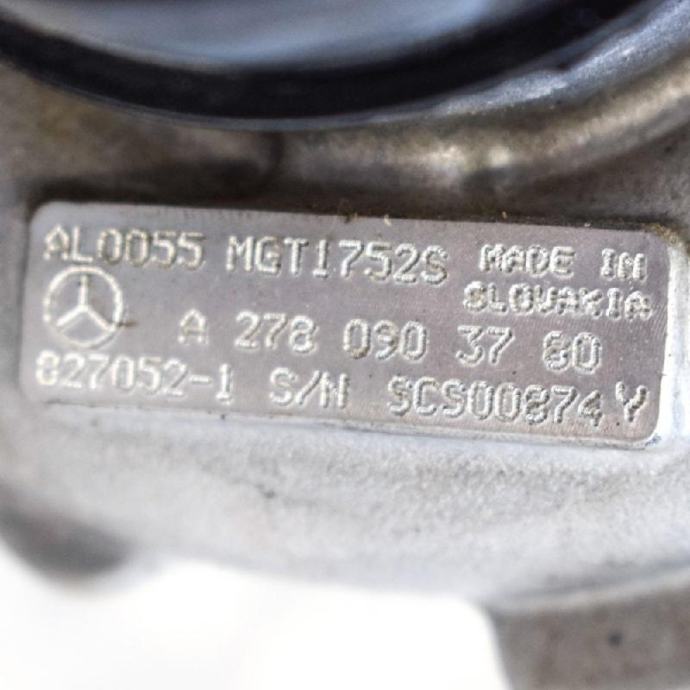 AL0055 MGT1752S MADE IN
SLOVAKIA
A 278 090 37 80
827052-1 S/N SCS00874Y